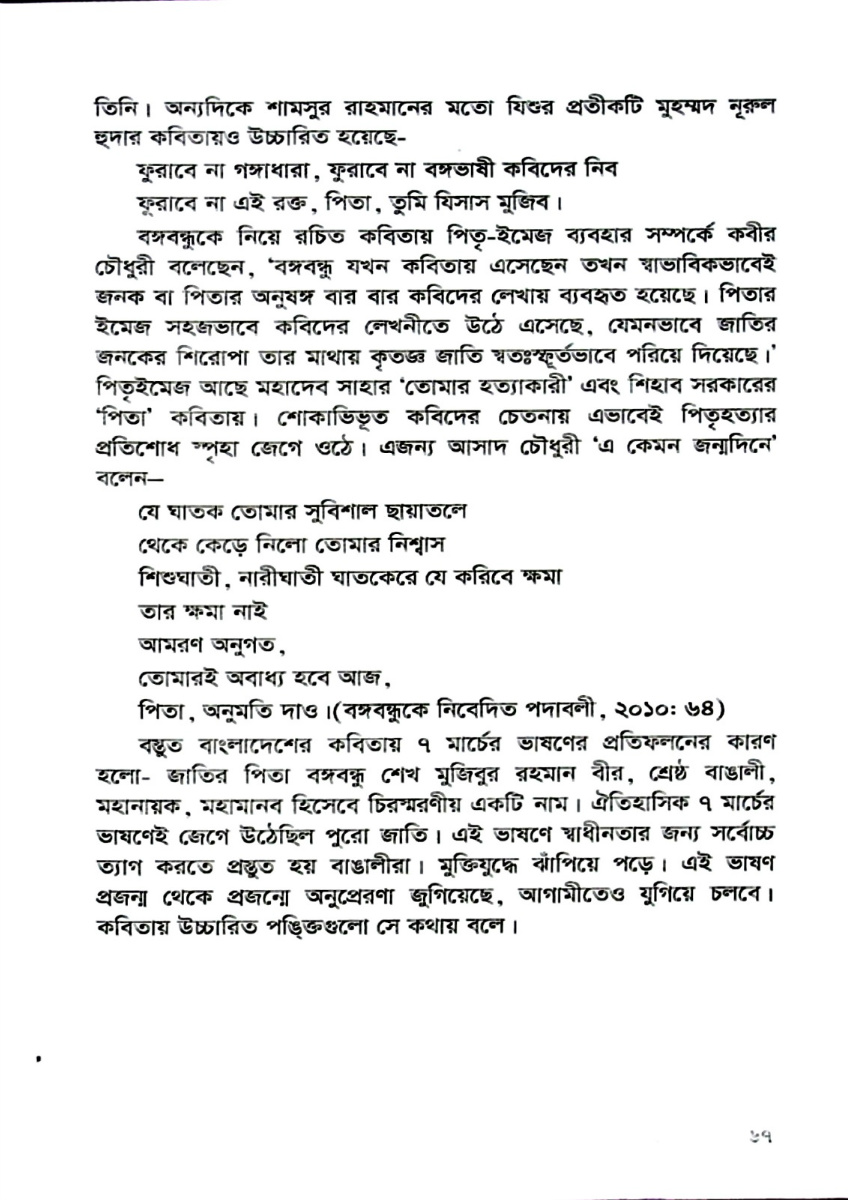 তিনি। অন্যদিকে শামসুর রাহমানের মতো যিশুর প্রতীকটি মুহম্মদ নূরুল
হুদার কবিতায়ও উচ্চারিত হয়েছে-
ফুরাবে না গঙ্গাধারা, ফুরাবে না বঙ্গভাষী কবিদের নিব
ফুরাবে না এই রক্ত, পিতা, তুমি যিসাস মুজিব।
বঙ্গবন্ধুকে নিয়ে রচিত কবিতায় পিতৃ-ইমেজ ব্যবহার সম্পর্কে কবীর
চৌধুরী বলেছেন, ‘বঙ্গবন্ধু যখন কবিতায় এসেছেন তখন স্বাভাবিকভাবেই
জনক বা পিতার অনুষঙ্গ বার বার কবিদের লেখায় ব্যবহৃত হয়েছে। পিতার
ইমেজ সহজভাবে কবিদের লেখনীতে উঠে এসেছে, যেমনভাবে জাতির
জনকের শিরোপা তার মাথায় কৃতজ্ঞ জাতি স্বতঃস্ফূর্তভাবে পরিয়ে দিয়েছে।’
পিতৃইমেজ আছে মহাদেব সাহার ‘তোমার হত্যাকারী’ এবং শিহাব সরকারের
‘পিতা’ কবিতায়। শোকাভিভূত কবিদের চেতনায় এভাবেই পিতৃহত্যার
প্রতিশোধ স্পৃহা জেগে ওঠে। এজন্য আসাদ চৌধুরী ‘এ কেমন জন্মদিনে’
বলেন—
যে ঘাতক তোমার সুবিশাল ছায়াতলে
থেকে কেড়ে নিলো তোমার নিশ্বাস
শিশুঘাতী, নারীঘাতী ঘাতকেরে যে করিবে ক্ষমা
তার ক্ষমা নাই
আমরণ অনুগত,
তোমারই অবাধ্য হবে আজ,
পিতা, অনুমতি দাও।(বঙ্গবন্ধুকে নিবেদিত পদাবলী, ২০১০: ৬৪)
বস্তুত বাংলাদেশের কবিতায় ৭ মার্চের ভাষণের প্রতিফলনের কারণ
হলো- জাতির পিতা বঙ্গবন্ধু শেখ মুজিবুর রহমান বীর, শ্রেষ্ঠ বাঙালী,
মহানায়ক, মহামানব হিসেবে চিরস্মরণীয় একটি নাম। ঐতিহাসিক ৭ মার্চের
ভাষণেই জেগে উঠেছিল পুরো জাতি। এই ভাষণে স্বাধীনতার জন্য সর্বোচ্চ
ত্যাগ করতে প্রস্তুত হয় বাঙালীরা। মুক্তিযুদ্ধে ঝাঁপিয়ে পড়ে। এই ভাষণ
প্রজন্ম থেকে প্রজন্মে অনুপ্রেরণা জুগিয়েছে, আগামীতেও যুগিয়ে চলবে।
কবিতায় উচ্চারিত পঙ্ক্তিগুলো সে কথায় বলে।